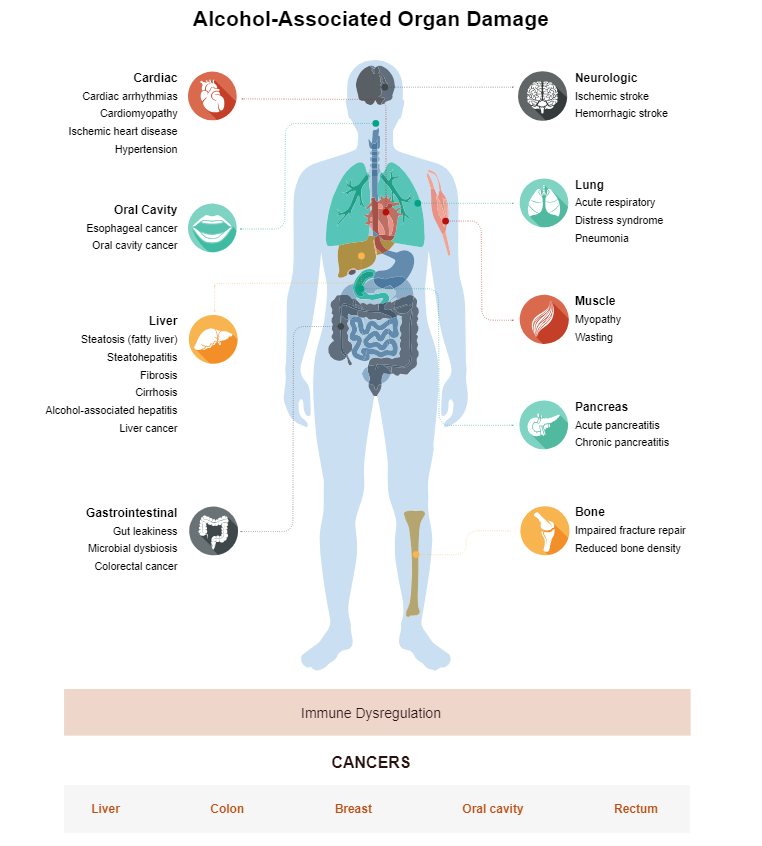 Alcohol-Associated Organ Damage
Cardiac
Cardiac arrhythmias
Cardiomyopathy
Ischemic heart disease
Hypertension
Oral Cavity
Esophageal cancer
Oral cavity cancer
Liver
Steatosis (fatty liver)
Steatohepatitis
Fibrosis
Cirrhosis
Alcohol-associated hepatitis
Liver cancer
Gastrointestinal
Gut leakiness
Microbial dysbiosis
Colorectal cancer
Neurologic
Ischemic stroke
Hemorrhagic stroke
Lung
Acute respiratory
Distress syndrome
Pneumonia
Muscle
Myopathy
Wasting
Pancreas
Acute pancreatitis
Chronic pancreatitis
Bone
Impaired fracture repair
Reduced bone density
Immune Dysregulation
CANCERS
Liver Colon Breast Oral cavity Rectum